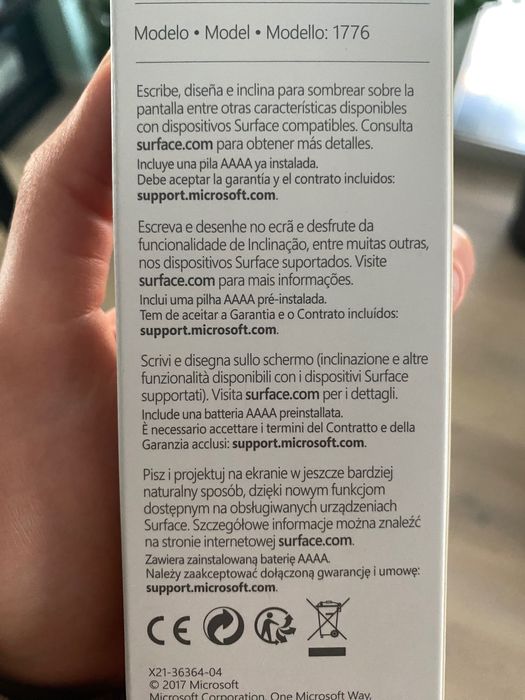 Modelo • Model • Modello: 1776
Escribe, diseña e inclina para sombrear sobre la
pantalla entre otras características disponibles
con dispositivos Surface compatibles. Consulta
surface.com para obtener más detalles.
Incluye una pila AAAA ya instalada.
Debe aceptar la garantía y el contrato incluidos:
support.microsoft.com.
Escreva e desenhe no ecrã e desfrute da
funcionalidade de Inclinação, entre muitas outras,
nos dispositivos Surface suportados. Visite
surface.com para mais informações.
Inclui uma pilha AAAA pré-instalada.
Tem de aceitar a Garantia e o Contrato incluídos:
support.microsoft.com.
Scrivi e disegna sullo schermo (inclinazione e altre
funzionalità disponibili con i dispositivi Surface
supportati). Visita surface.com per i dettagli.
Include una batteria AAAA preinstallata.
È necessario accettare i termini del Contratto e della
Garanzia acclusi: support.microsoft.com.
Pisz i projektuj na ekranie w jeszcze bardziej
naturalny sposób, dzięki nowym funkcjom
dostępnym na obsługiwanych urządzeniach
Surface. Szczegółowe informacje można znaleźć
na stronie internetowej surface.com.
Zawiera zainstalowaną baterię AAAA.
Należy zaakceptować dołączoną gwarancję i umowę:
support.microsoft.com.
CE
X21-36364-04
© 2017 Microsoft
Microsoft Corporation, One Microsoft Way,